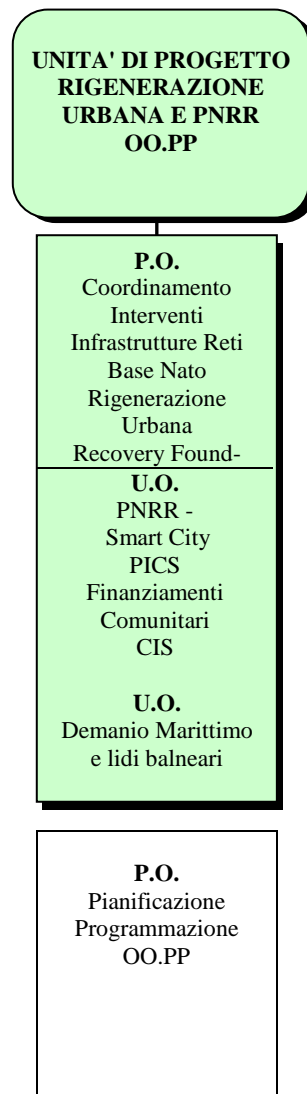 UNITA' DI PROGETTO
RIGENERAZIONE
URBANA E PNRR
OO.PP
P.O.
Coordinamento
Interventi
Infrastrutture Reti
Base Nato
Rigenerazione
Urbana
Recovery Found-
U.O.
PNRR -
Smart City
PICS
Finanziamenti
Comunitari
CIS
U.O.
Demanio Marittimo
e lidi balneari
P.O.
Pianificazione
Programmazione
OO.PP